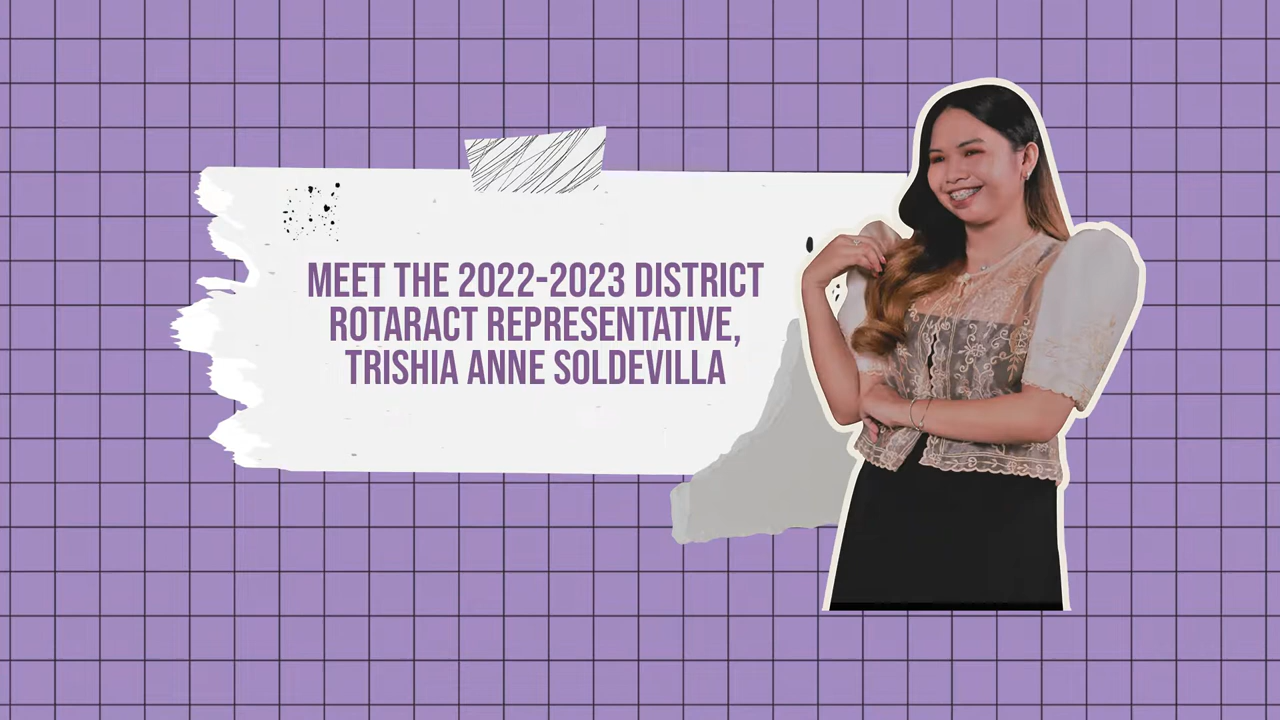 MEET THE 2022-2023 DISTRICT
ROTARACT REPRESENTATIVE,
TRISHIA ANNE SOLDEVILLA